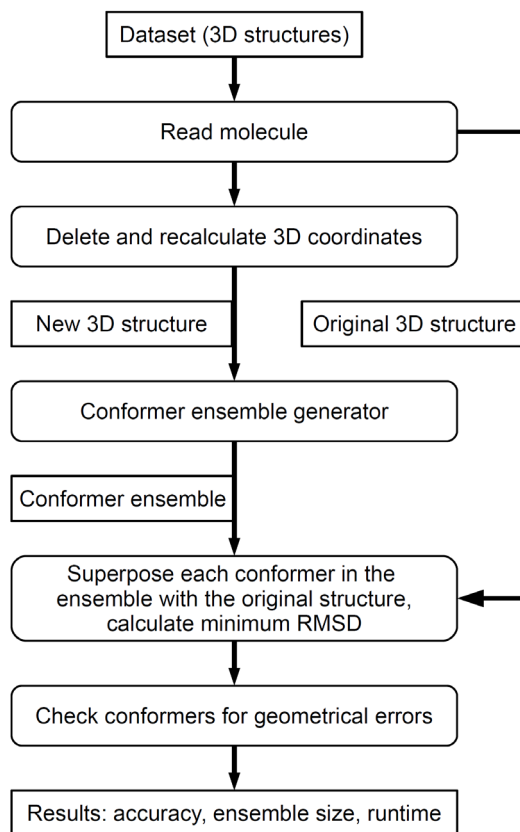 Dataset (3D structures)
Read molecule
Delete and recalculate 3D coordinates
New 3D structure
Original 3D structure
Conformer ensemble generator
Conformer ensemble
Superpose each conformer in the
ensemble with the original structure,
calculate minimum RMSD
Check conformers for geometrical errors
Results: accuracy, ensemble size, runtime